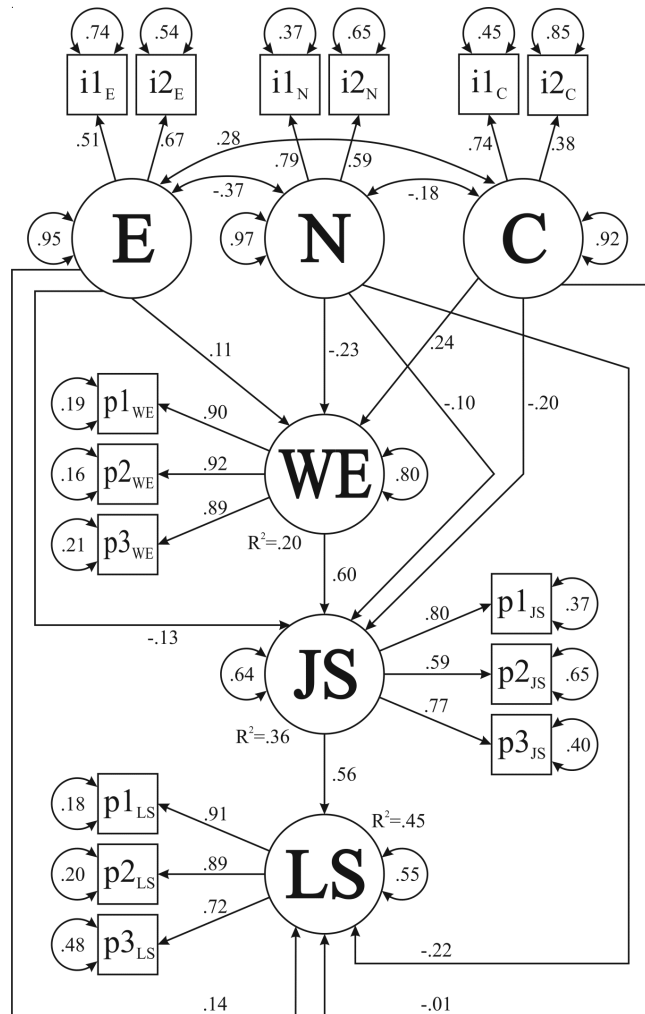 .74 .54 .37 .65 .45 .85
i1E i2E i1N i2N i1C i2C
.51 .67 .28 .79 .59 .74 .38
-.37 -.18
.95 E .97 N C .92
.11 -.23 .24
-.10 -.20
.19 p1WE .90
.16 p2WE .92 WE .80
.21 p3WE .89
R²=.20
.60
.80 p1JS .37
-.13
.64 JS .59 p2JS .65
.77 p3JS .40
R²=.36
.56
.18 p1LS .91 R²=.45
.20 p2LS .89 LS .55
.48 p3LS .72
-.22
.14 -.01